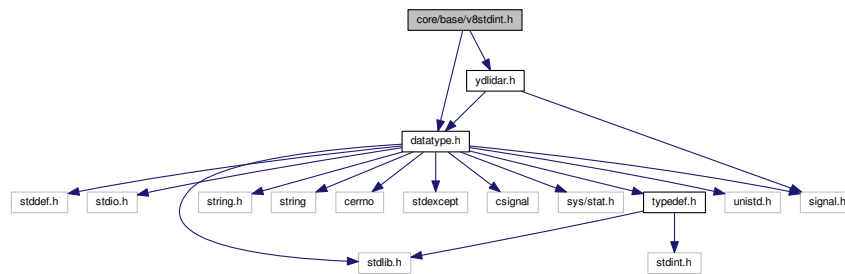 core/base/v8stdint.h
ydlidar.h
datatype.h
stddef.h
stdio.h
string.h
string
cerrno
stdexcept
csignal
sys/stat.h
typedef.h
unistd.h
signal.h
stdlib.h
stdint.h